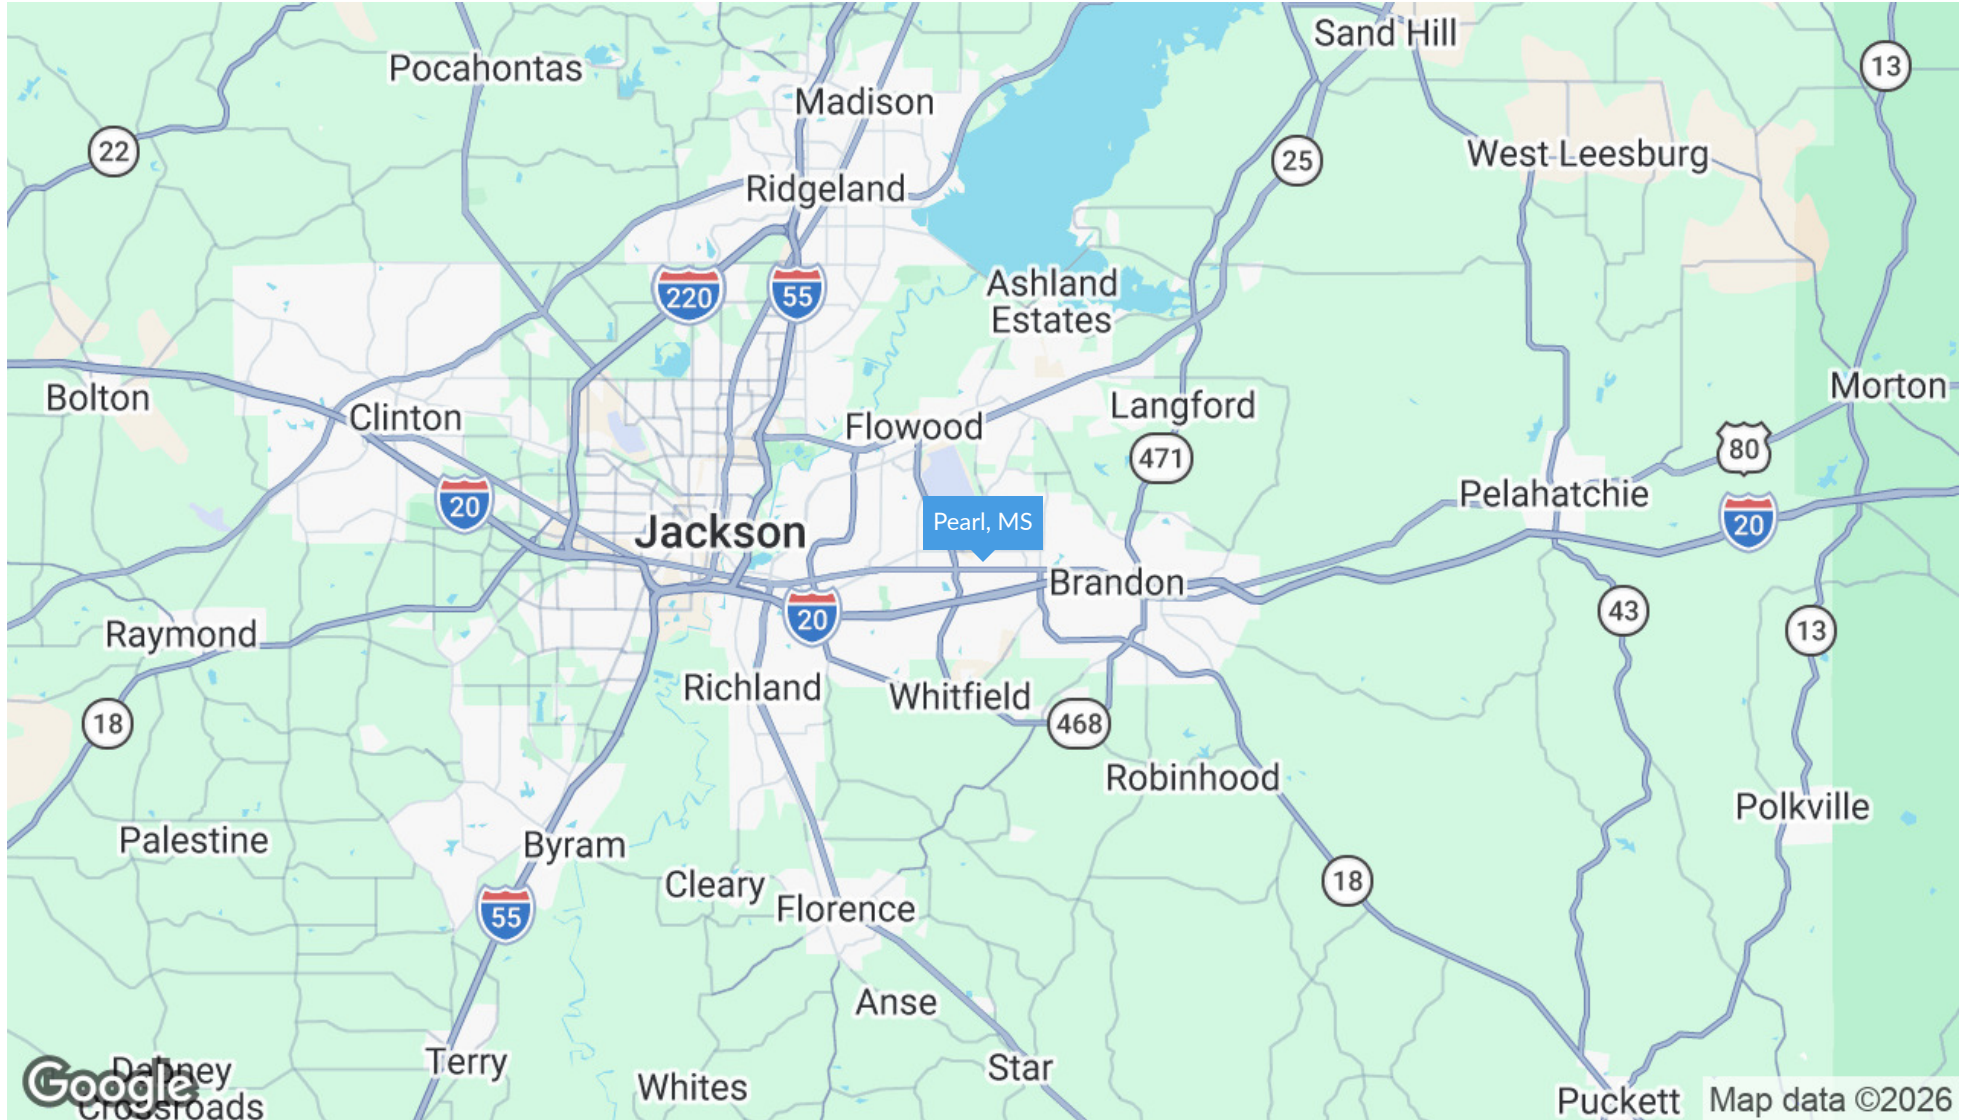 Sand Hill
Pocahontas
13
Madison
22
25
West Leesburg
Ridgeland
220
55
Ashland
Estates
Bolton
Morton
Clinton
Langford
Flowood
80
471
20
Pelahatchie
Pearl, MS
20
Jackson
Brandon
20
43
13
Raymond
Richland
Whitfield
18
468
Robinhood
Polkville
Palestine
Byram
Cleary
18
Florence
55
Anse
Terry
Star
Dabney
Crossroads
Google
Whites
Puckett
Map data ©2026